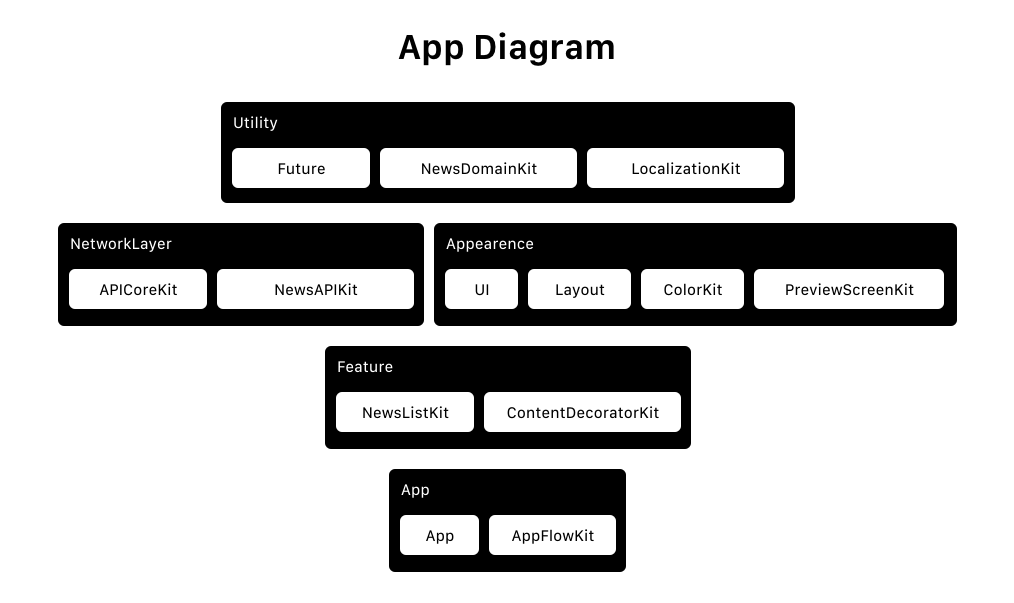 App Diagram
Utility
Future
NewsDomainKit
LocalizationKit
NetworkLayer
APICoreKit
NewsAPIKit
Appearence
UI
Layout
ColorKit
PreviewScreenKit
Feature
NewsListKit
ContentDecoratorKit
App
App
AppFlowKit